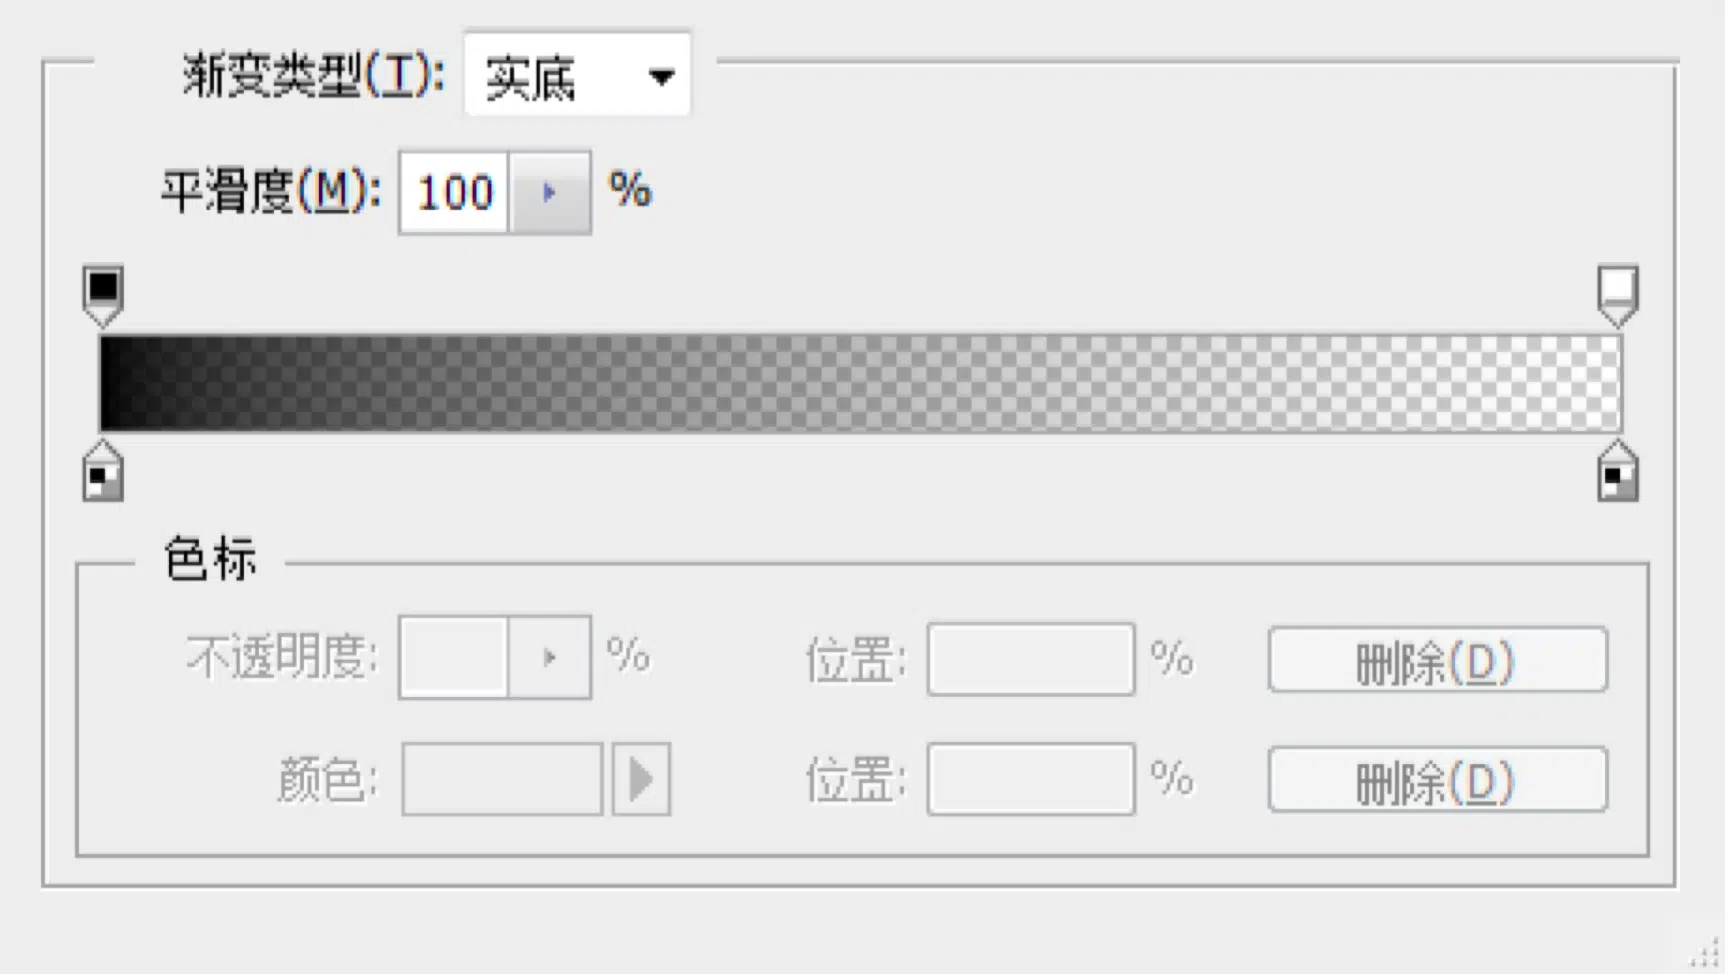 渐变类型(T): 实底
平滑度(M): 100 %
色标
不透明度: % 位置: % 删除(D)
颜色: 位置: % 删除(D)